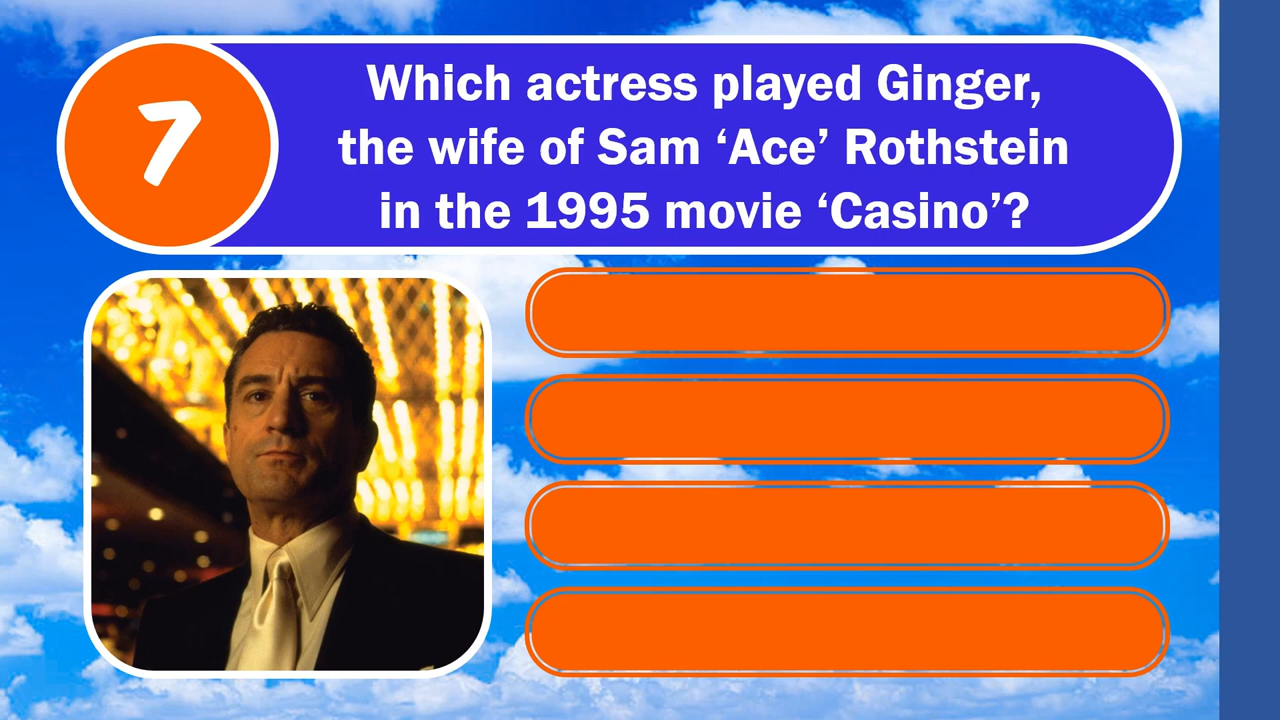 7
Which actress played Ginger,
the wife of Sam ‘Ace’ Rothstein
in the 1995 movie ‘Casino’?